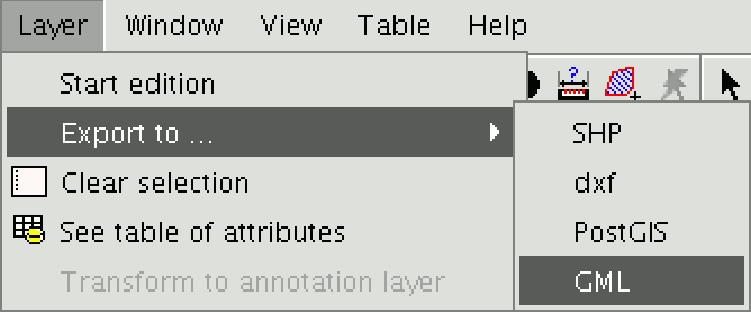 Layer Window View Table Help
Start edition
Export to ...
SHP
Clear selection
dxf
See table of attributes
PostGIS
Transform to annotation layer
GML